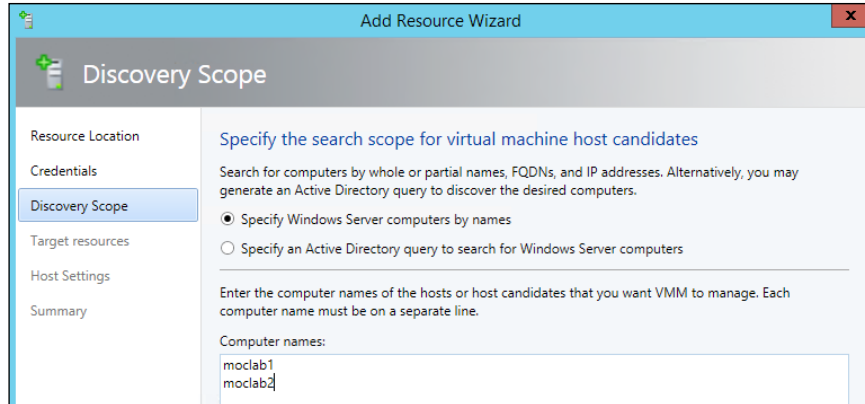 Add Resource Wizard
x
Discovery Scope
Resource Location
Credentials
Discovery Scope
Target resources
Host Settings
Summary
Specify the search scope for virtual machine host candidates
Search for computers by whole or partial names, FQDNs, and IP addresses. Alternatively, you may
generate an Active Directory query to discover the desired computers.
Specify Windows Server computers by names
Specify an Active Directory query to search for Windows Server computers
Enter the computer names of the hosts or host candidates that you want VMM to manage. Each
computer name must be on a separate line.
Computer names:
moclab1
moclab2